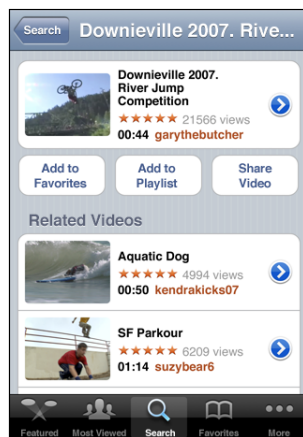 Search
Downieville 2007. Rive...
Downieville 2007.
River Jump
Competition
21566 views
00:44 garythebutcher
Add to
Favorites
Add to
Playlist
Share
Video
Related Videos
Aquatic Dog
4994 views
00:50 kendrakicks07
SF Parkour
6209 views
01:14 suzybear6
Featured
Most Viewed
Search
Favorites
More